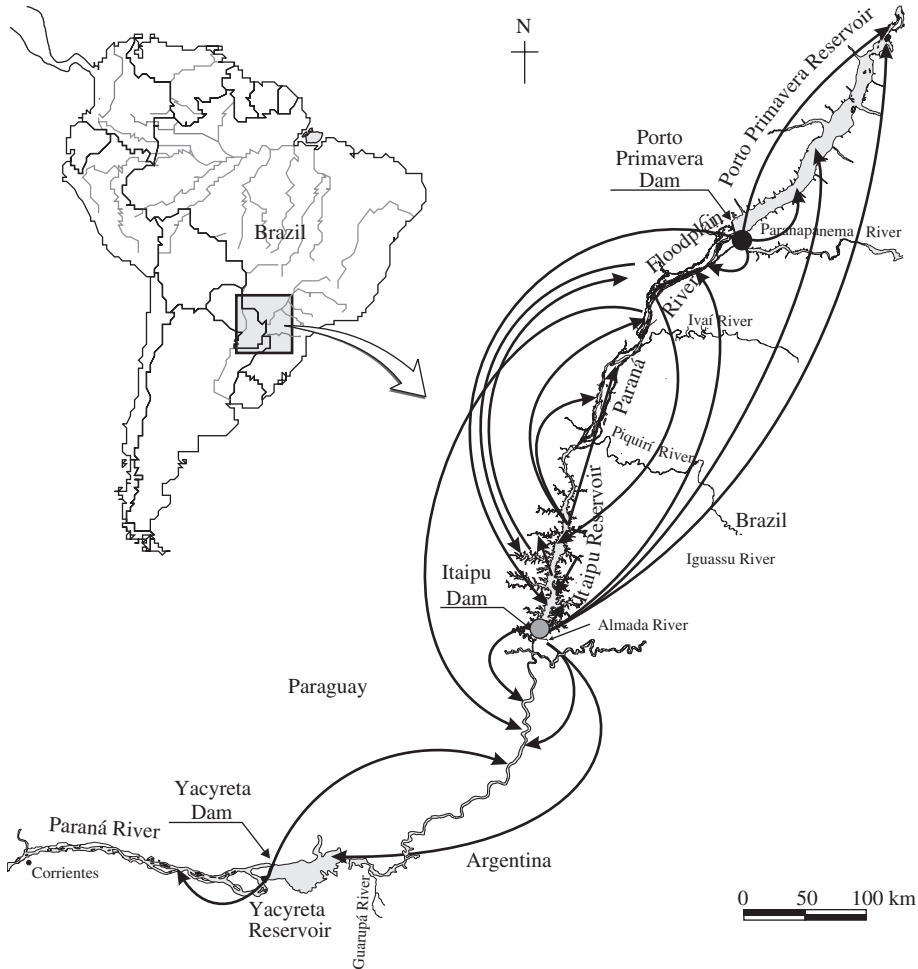 N
Porto Primavera Reservoir
Porto
Primavera
Dam
Brazil
Floodplain
Paranapanema River
River
Ivaí River
Paraná
Piquirí River
Brazil
Itaipu Reservoir
Iguassu River
Itaipu
Dam
Almada River
Paraguay
Yacyreta
Dam
Paraná River
Corrientes
Argentina
Yacyreta
Reservoir
Guarupá River
0 50 100 km